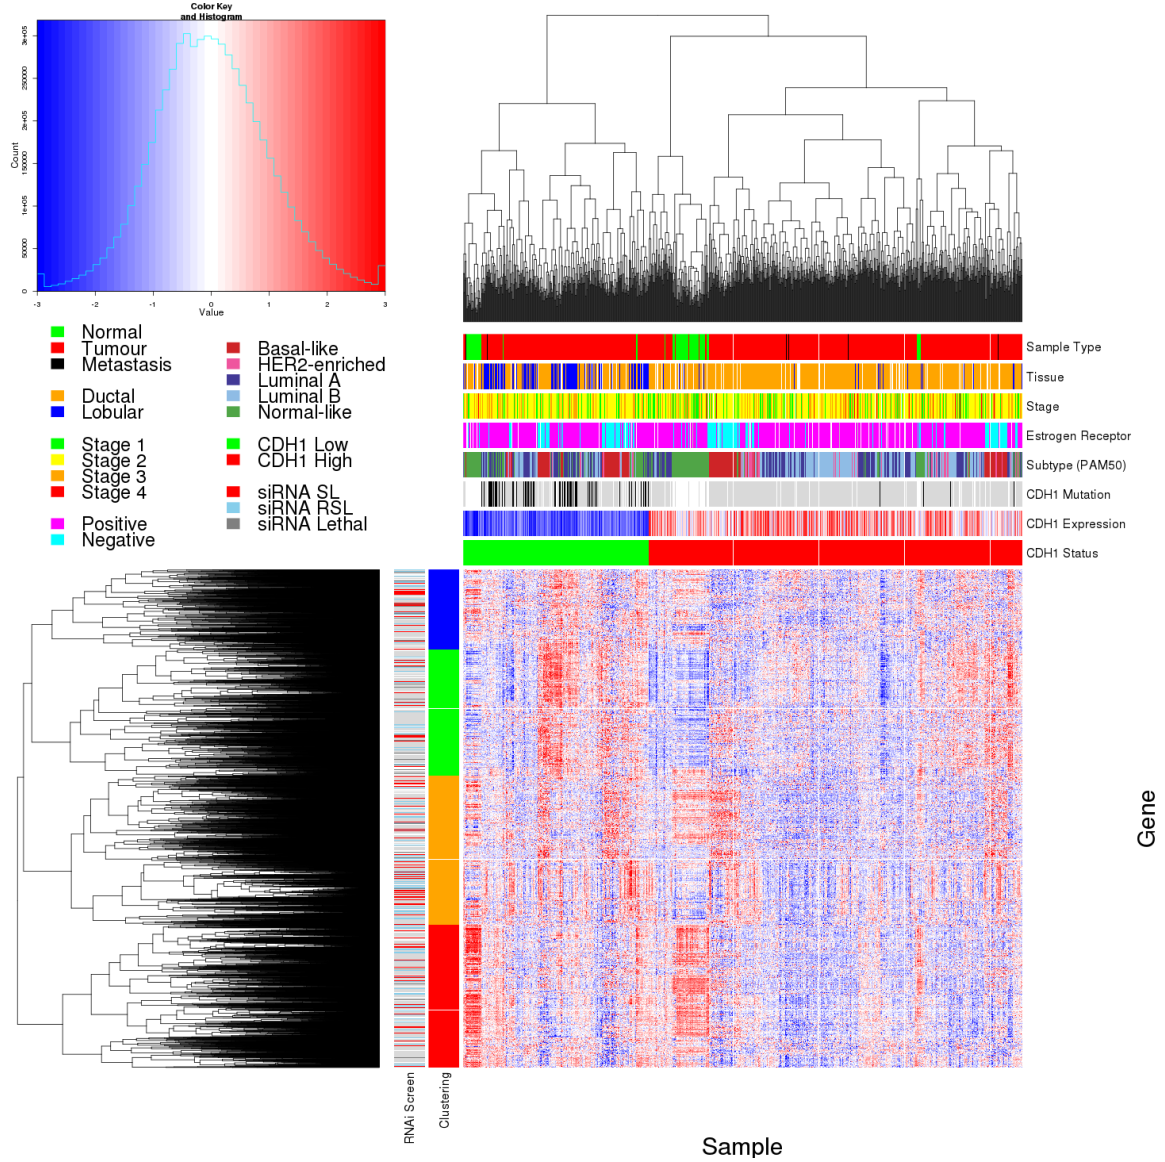 Color Key
and Histogram
Count
0
50000
1e+05
150000
2e+05
250000
3e+05
-3
-2
-1
0
1
2
3
Value
Normal
Tumour
Metastasis
Ductal
Lobular
Stage 1
Stage 2
Stage 3
Stage 4
Positive
Negative
Basal-like
HER2-enriched
Luminal A
Luminal B
Normal-like
CDH1 Low
CDH1 High
siRNA SL
siRNA RSL
siRNA Lethal
Sample Type
Tissue
Stage
Estrogen Receptor
Subtype (PAM50)
CDH1 Mutation
CDH1 Expression
CDH1 Status
Gene
RNAi Screen
Clustering
Sample